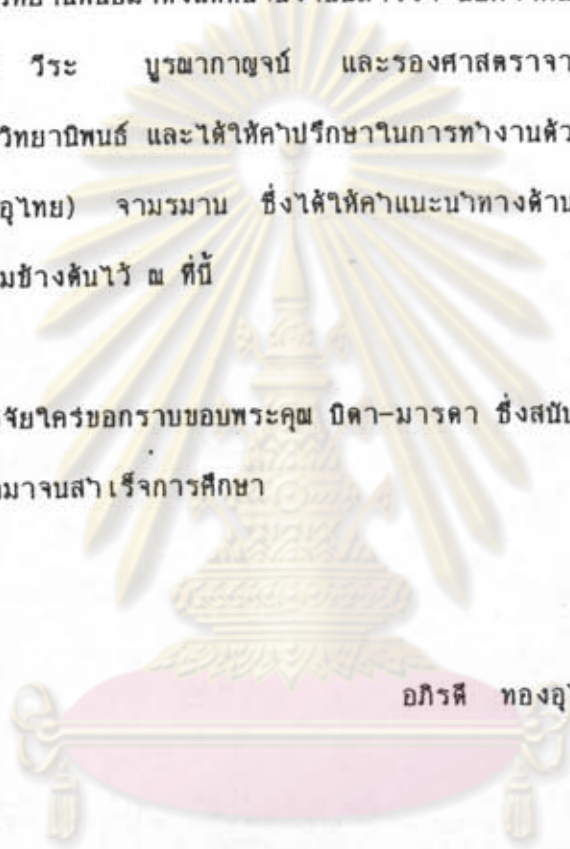 วีระ บูรณากาญจน์ และรองศาสตราจา
วิทยานิพนธ์ และได้ให้คำปรึกษาในการทำงานด้ว
อุไทย) จามรมาน ซึ่งได้ให้คำแนะนำทางด้าน
มข้างต้นไว้ ณ ที่นี้
จัยใคร่ขอกราบขอบพระคุณ บิดา-มารดา ซึ่งสนับ
มาจนสำเร็จการศึกษา
อภิรดี ทองอุ